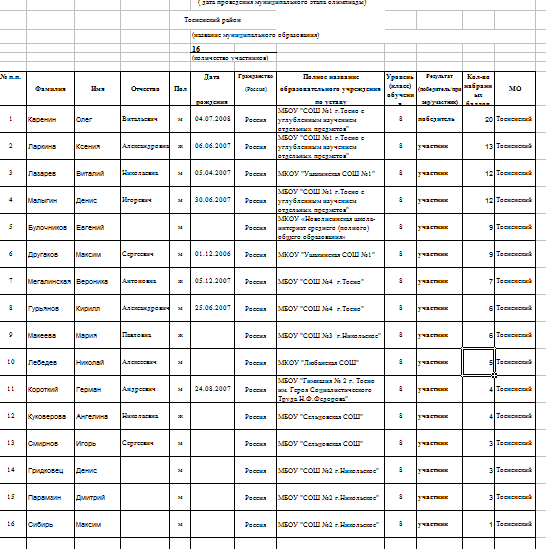 ( дата проведения муниципального этапа олимпиады)
Тосненский район
(название муниципального образования)
16
(количество участников)
№ п.п. Фамилия Имя Отчество Пол Дата рождения Гражданство (Россия) Полное название образовательного учреждения по уставу Уровень (класс) обучения Результат (победитель/призер/участник) Кол-во набранных баллов МО
1 Каренин Олег Витальевич м 04.07.2008 Россия МБОУ "СОШ №1 г.Тосно с углубленным изучением отдельных предметов" 8 победитель 20 Тосненский
2 Ларкина Ксения Александровна ж 06.06.2007 Россия МБОУ "СОШ №1 г.Тосно с углубленным изучением отдельных предметов" 8 участник 13 Тосненский
3 Лазарев Виталий Николаевич м 05.04.2007 Россия МКОУ "Ушакинская СОШ №1" 8 участник 12 Тосненский
4 Малыгин Денис Игоревич м 30.06.2007 Россия МБОУ "СОШ №1 г.Тосно с углубленным изучением отдельных предметов" 8 участник 12 Тосненский
5 Булочников Евгений м Россия МКОУ «Новолисинская школа-интернат среднего (полного) общего образования» 8 участник 9 Тосненский
6 Другаков Максим Сергеевич м 01.12.2006 Россия МКОУ "Ушакинская СОШ №1" 8 участник 9 Тосненский
7 Мегалинская Вероника Антоновна ж 05.12.2007 Россия МБОУ "СОШ №4 г.Тосно" 8 участник 7 Тосненский
8 Гурьянов Кирилл Александрович м 25.06.2007 Россия МБОУ "СОШ №4 г.Тосно" 8 участник 6 Тосненский
9 Макеева Мария Павловна ж Россия МБОУ "СОШ №3 г.Никольское" 8 участник 6 Тосненский
10 Лебедев Николай Алексеевич м Россия МКОУ "Любанская СОШ" 8 участник 5 Тосненский
11 Короткий Герман Андреевич м 24.08.2007 Россия МБОУ "Гимназия № 2 г. Тосно им. Героя Социалистического Труда Н.Ф.Федорова" 8 участник 4 Тосненский
12 Куковерова Ангелина Николаевна ж Россия МБОУ "Сельцовская СОШ" 8 участник 4 Тосненский
13 Смирнов Игорь Сергеевич м Россия МБОУ "Сельцовская СОШ" 8 участник 3 Тосненский
14 Гридковец Денис м Россия МБОУ "СОШ №2 г.Никольское" 8 участник 3 Тосненский
15 Парамзин Дмитрий м Россия МБОУ "СОШ №2 г.Никольское" 8 участник 3 Тосненский
16 Сибирь Максим м Россия МБОУ "СОШ №2 г.Никольское" 8 участник 1 Тосненский